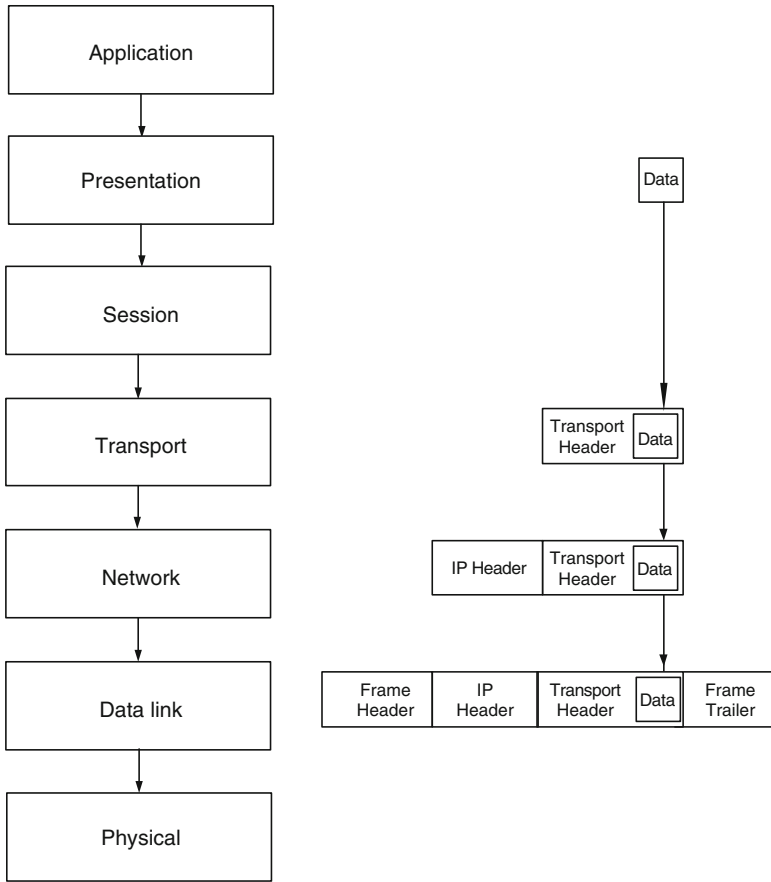 Application
Presentation
Data
Session
Transport
Transport
Header
Data
Network
IP Header
Transport
Header
Data
Data link
Frame
Header
IP
Header
Transport
Header
Data
Frame
Trailer
Physical